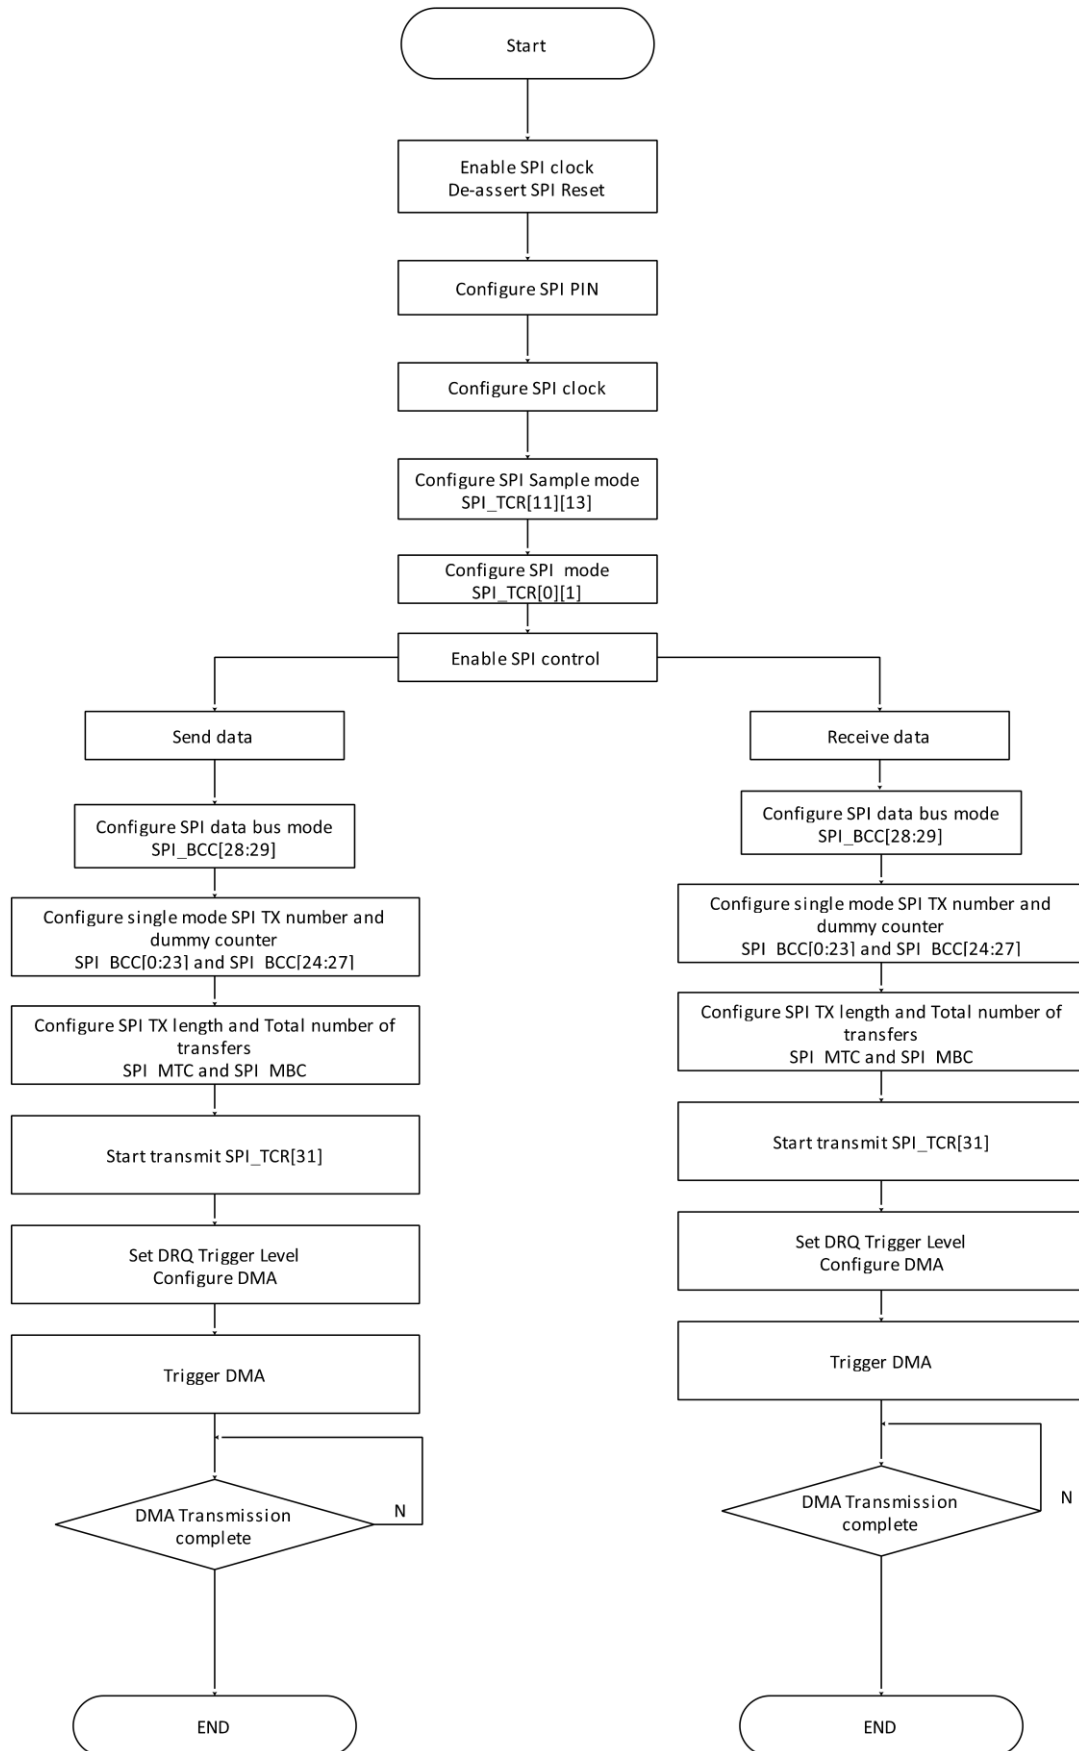 Start
Enable SPI clock
De-assert SPI Reset
Configure SPI PIN
Configure SPI clock
Configure SPI Sample mode
SPI_TCR[11][13]
Configure SPI mode
SPI_TCR[0][1]
Enable SPI control
Send data
Configure SPI data bus mode
SPI_BCC[28:29]
Configure single mode SPI TX number and
dummy counter
SPI_BCC[0:23] and SPI_BCC[24:27]
Configure SPI TX length and Total number of
transfers
SPI_MTC and SPI_MBC
Start transmit SPI_TCR[31]
Set DRQ Trigger Level
Configure DMA
Trigger DMA
DMA Transmission
complete
N
END
Receive data
Configure SPI data bus mode
SPI_BCC[28:29]
Configure single mode SPI TX number and
dummy counter
SPI_BCC[0:23] and SPI_BCC[24:27]
Configure SPI TX length and Total number of
transfers
SPI_MTC and SPI_MBC
Start transmit SPI_TCR[31]
Set DRQ Trigger Level
Configure DMA
Trigger DMA
DMA Transmission
complete
N
END